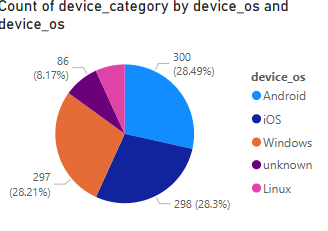 Count of device_category by device_os and
device_os
300
(28.49%)
298 (28.3%)
297
(28.21%)
86
(8.17%)
device_os
Android
iOS
Windows
unknown
Linux